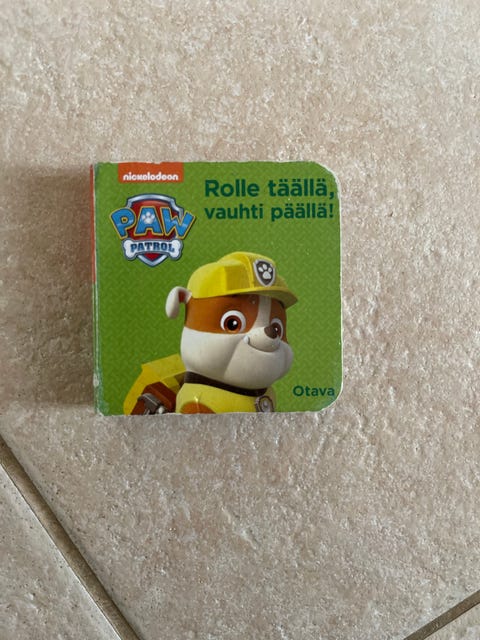 nickelodeon
Rolle täällä,
vauhti päällä!
PAW
PATROL
Otava